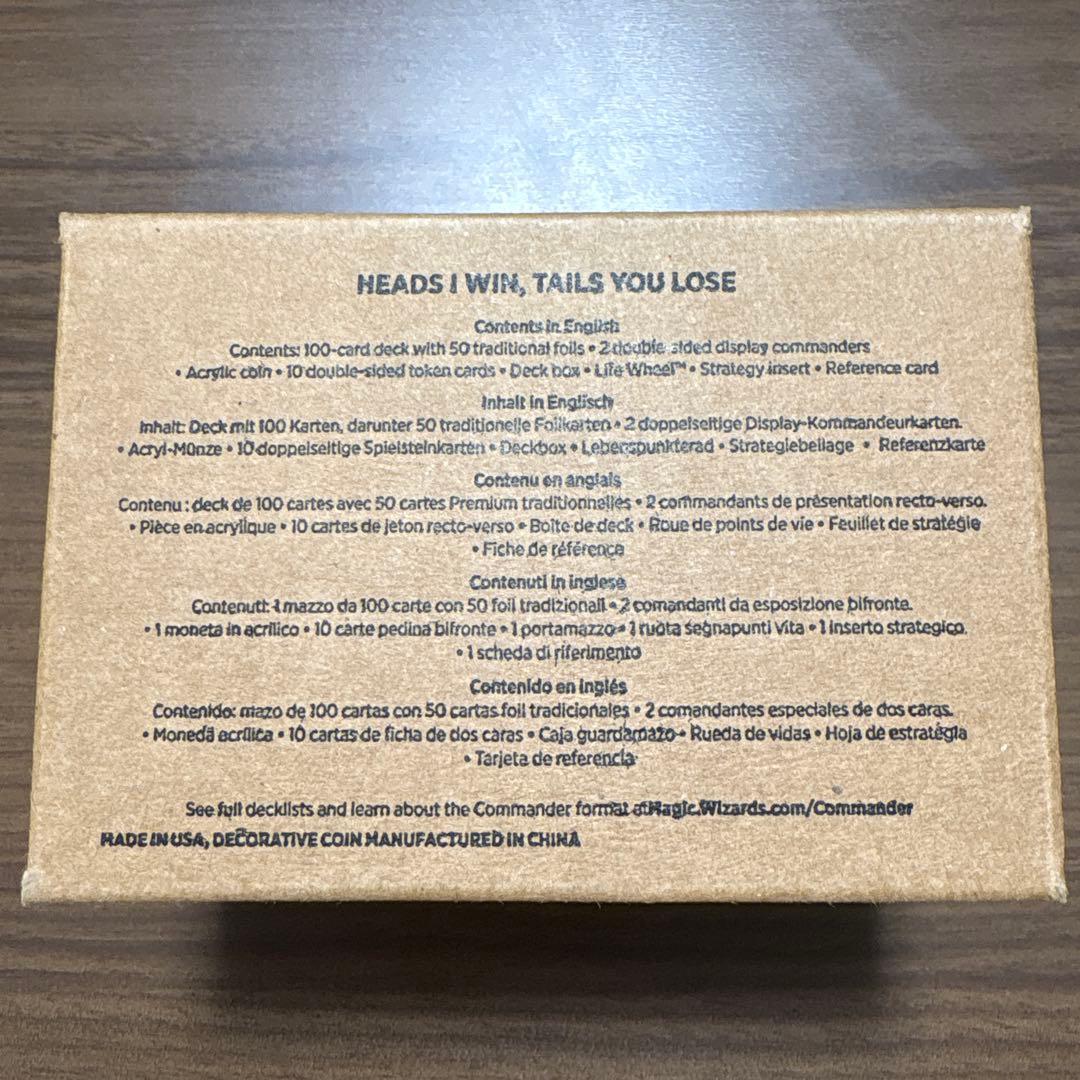 HEADS I WIN, TAILS YOU LOSE
Contents in English
Contents: 100-card deck with 50 traditional foils • 2 double-sided display commanders
• Acrylic coin • 10 double-sided token cards • Deck box • Life Wheel™ • Strategy insert • Reference card
Inhalt in Englisch
Inhalt: Deck mit 100 Karten, darunter 50 traditionelle Foilkarten • 2 doppelseitige Display-Kommandeurkarten.
• Acryl-Münze • 10 doppelseitige Spielsteinkarten • Deckbox • Lebenspunkterad • Strategiebeilage • Referenzkarte
Contenu en anglais
Contenu : deck de 100 cartes avec 50 cartes Premium traditionnelles • 2 commandants de présentation recto-verso.
• Pièce en acrylique • 10 cartes de jeton recto-verso • Boîte de deck • Roue de points de vie • Feuillet de stratégie
• Fiche de référence
Contenuti in inglese
Contenuti: 1 mazzo da 100 carte con 50 foil tradizionali • 2 comandanti da esposizione bifronte.
• 1 moneta in acrilico • 10 carte pedina bifronte • 1 portamazzo • 1 ruota segnapunti Vita • 1 inserto strategico.
• 1 scheda di riferimento
Contenido en inglés
Contenido: mazo de 100 cartas con 50 cartas foil tradicionales • 2 comandantes especiales de dos caras.
• Moneda acrílica • 10 cartas de ficha de dos caras • Caja guardamazo • Rueda de vidas • Hoja de estratégia
• Tarjeta de referencia
See full decklists and learn about the Commander format at Magic.Wizards.com/Commander
MADE IN USA, DECORATIVE COIN MANUFACTURED IN CHINA